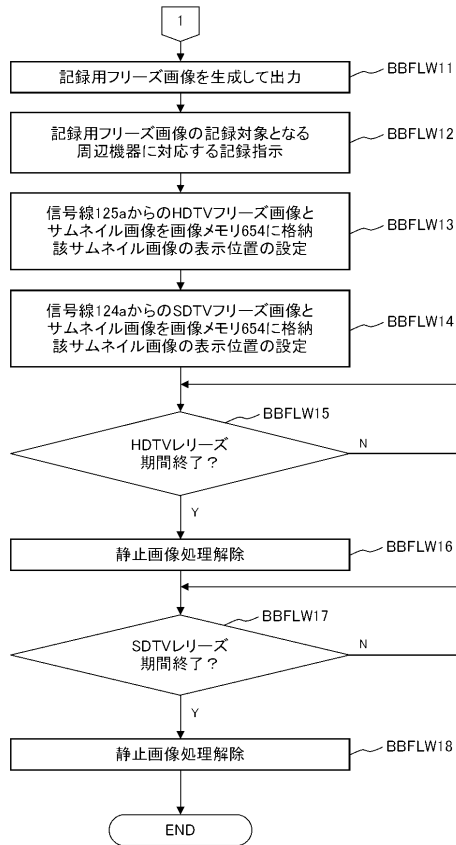 1
記録用フリーズ画像を生成して出力
BBFLW11
記録用フリーズ画像の記録対象となる
周辺機器に対応する記録指示
BBFLW12
信号線125aからのHDTVフリーズ画像と
サムネイル画像を画像メモリ654に格納
該サムネイル画像の表示位置の設定
BBFLW13
信号線124aからのSDTVフリーズ画像と
サムネイル画像を画像メモリ654に格納
該サムネイル画像の表示位置の設定
BBFLW14
BBFLW15
HDTVレリーズ
期間終了?
N
Y
静止画像処理解除
BBFLW16
BBFLW17
SDTVレリーズ
期間終了?
N
Y
静止画像処理解除
BBFLW18
END